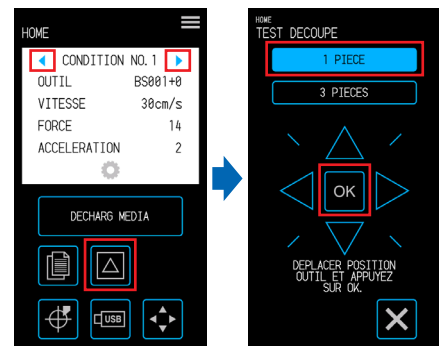 HOME
CONDITION NO.1
OUTIL BS001+0
VITESSE 30cm/s
FORCE 14
ACCELERATION 2
DECHARG MEDIA
USB
HOME
TEST DECOUPE
1 PIECE
3 PIECES
OK
DEPLACER POSITION
OUTIL ET APPUYEZ
SUR OK.